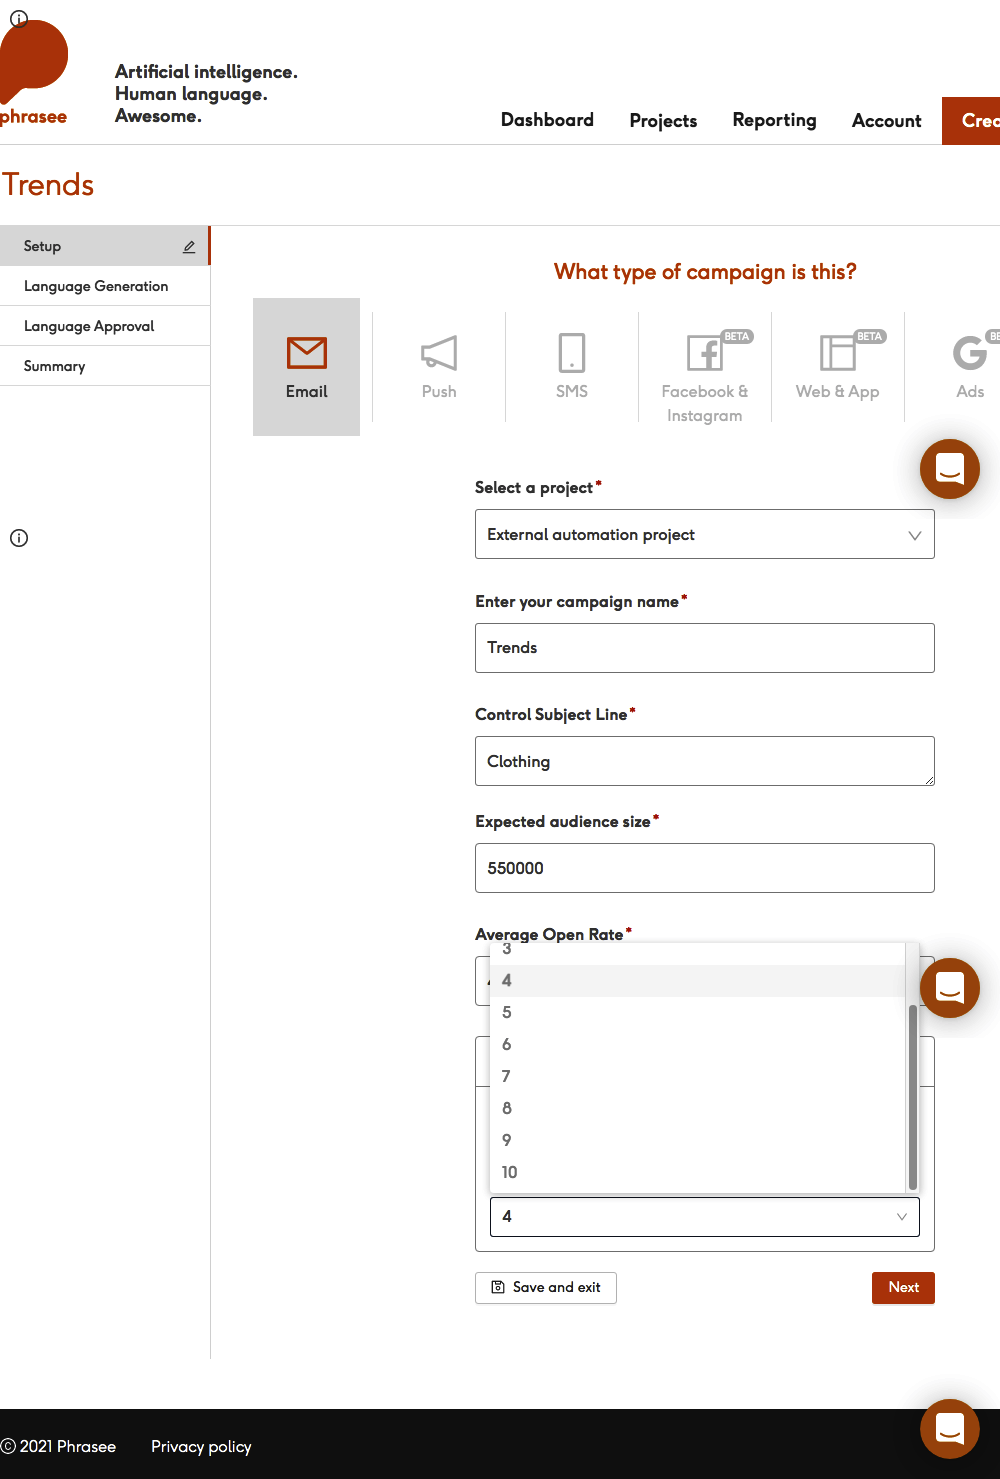 phrasee
Artificial intelligence.
Human language.
Awesome.
Dashboard Projects Reporting Account
Trends
Setup
Language Generation
Language Approval
Summary
What type of campaign is this?
Email
Push
SMS
BETA
Facebook &
Instagram
BETA
Web & App
Ads
Select a project*
External automation project
Enter your campaign name*
Trends
Control Subject Line*
Clothing
Expected audience size*
550000
Average Open Rate*
3
4
5
6
7
8
9
10
4
Save and exit
Next
© 2021 Phrasee Privacy policy